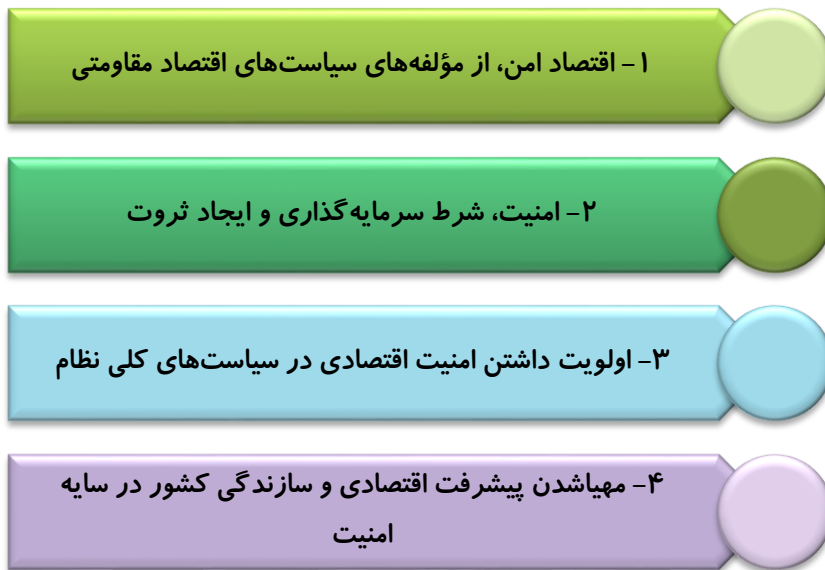 ۱- اقتصاد امن، از مؤلفه‌های سیاست‌های اقتصاد مقاومتی
۲- امنیت، شرط سرمایه‌گذاری و ایجاد ثروت
۳- اولویت داشتن امنیت اقتصادی در سیاست‌های کلی نظام
۴- مهیاشدن پیشرفت اقتصادی و سازندگی کشور در سایه
امنیت